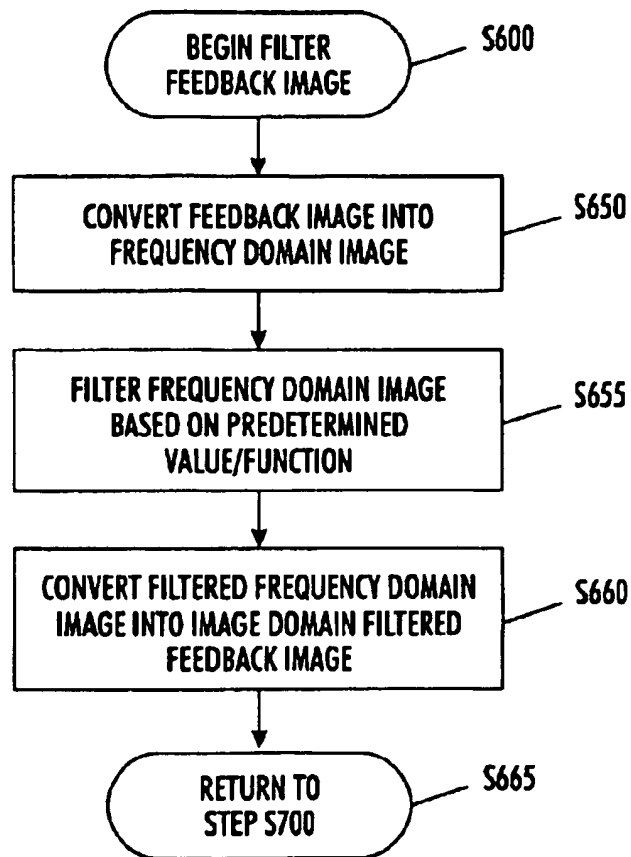 BEGIN FILTER
FEEDBACK IMAGE
S600
CONVERT FEEDBACK IMAGE INTO
FREQUENCY DOMAIN IMAGE
S650
FILTER FREQUENCY DOMAIN IMAGE
BASED ON PREDETERMINED
VALUE/FUNCTION
S655
CONVERT FILTERED FREQUENCY DOMAIN
IMAGE INTO IMAGE DOMAIN FILTERED
FEEDBACK IMAGE
S660
RETURN TO
STEP S700
S665